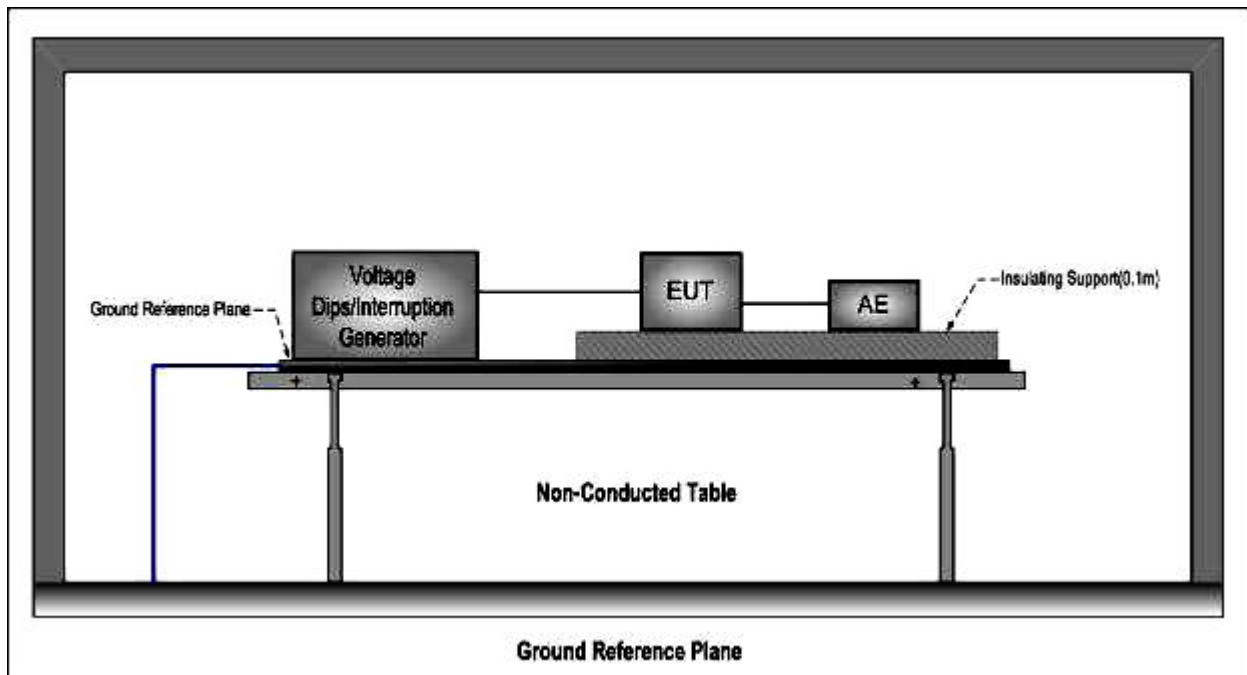 Voltage
Dips/Interruption
Generator
EUT
AE
Insulating Support(0.1m)
Ground Reference Plane
Non-Conducted Table
Ground Reference Plane